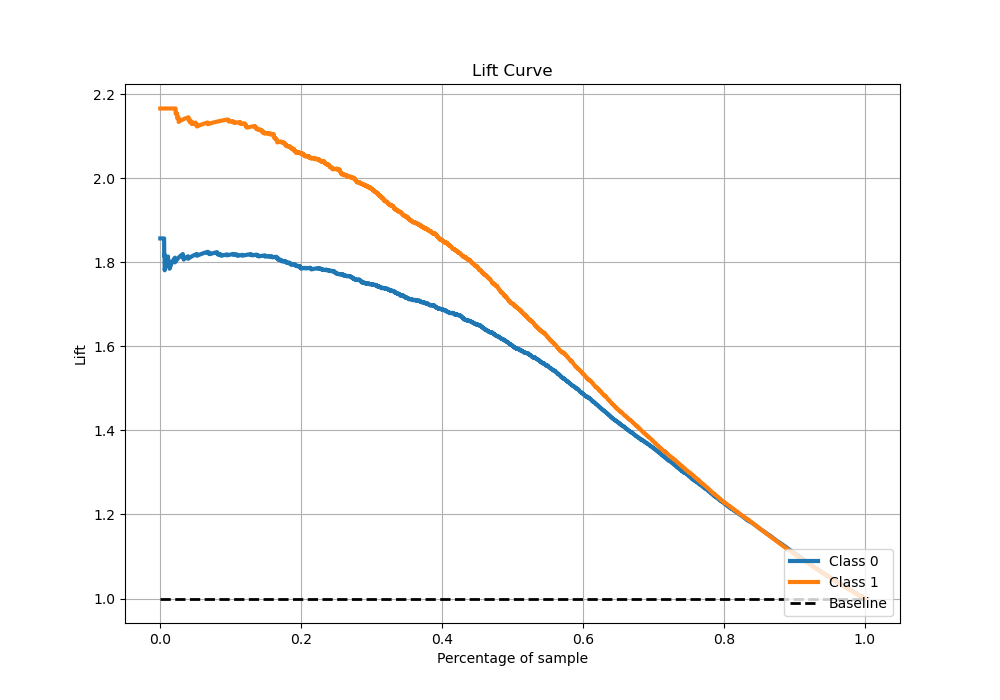 Lift Curve
2.2
2.0
1.8
1.6
1.4
1.2
1.0
Lift
0.0 0.2 0.4 0.6 0.8 1.0
Percentage of sample
Class 0
Class 1
Baseline